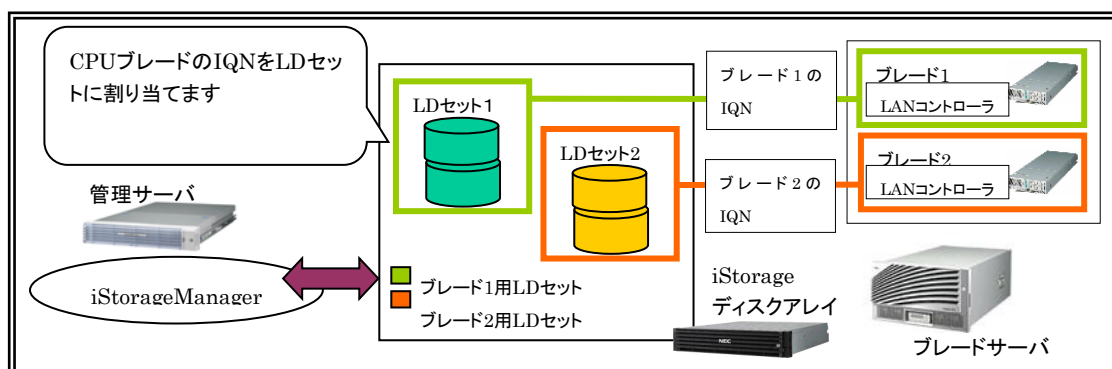 CPUブレードのIQNをLDセッ
トに割り当てます
管理サーバ
iStorageManager
LDセット1
LDセット2
ブレード1用LDセット
ブレード2用LDセット
ブレード1の
IQN
ブレード2の
IQN
ブレード1
LANコントローラ
ブレード2
LANコントローラ
iStorage
ディスクアレイ
NEC
ブレードサーバ